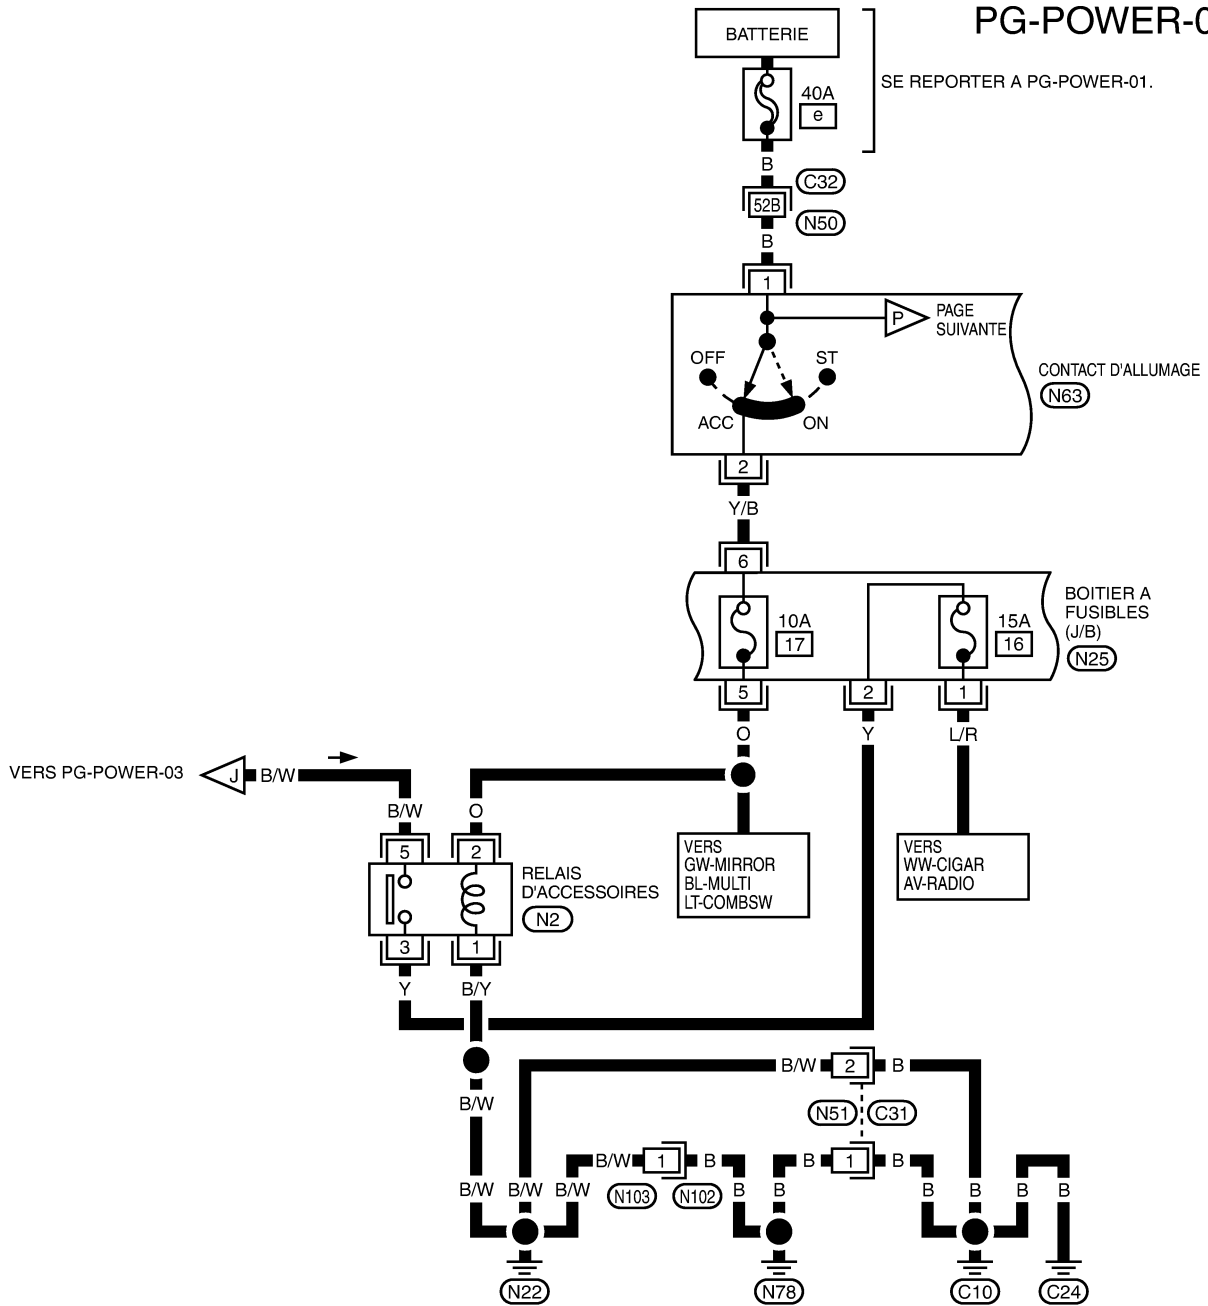 PG-POWER-0
BATTERIE
SE REPORTER A PG-POWER-01.
40A
e
B
C32
52B
N50
B
1
P
PAGE
SUIVANTE
OFF
ST
CONTACT D'ALLUMAGE
N63
ACC
ON
2
Y/B
6
BOITIER A
FUSIBLES
(J/B)
N25
10A
17
15A
16
5
2
1
O
Y
L/R
VERS PG-POWER-03
J
B/W
B/W
O
5
2
RELAIS
D'ACCESSOIRES
N2
VERS
GW-MIRROR
BL-MULTI
LT-COMBSW
VERS
WW-CIGAR
AV-RADIO
3
1
Y
B/Y
B/W
2
B
B/W
N51
C31
B/W
1
B
B
1
B
B/W
B/W
B/W
N103
N102
B
B
B
B
B
B
N22
N78
C10
C24